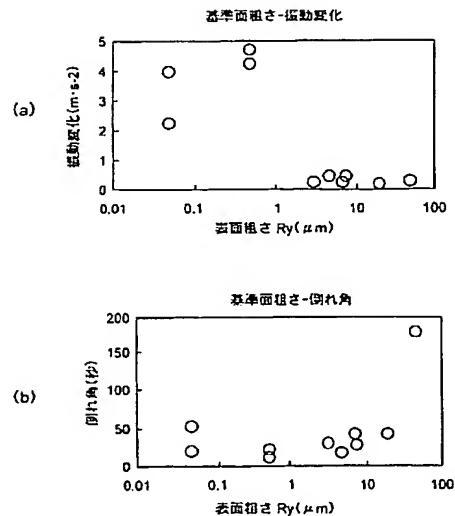 (a)
基準面粗さ-振動変化
振動変化(m・s-2)
5
4
3
2
1
0
0.01 0.1 1 10 100
表面粗さ Ry(μm)
(b)
基準面粗さ-倒れ角
倒れ角(秒)
200
150
100
50
0
0.01 0.1 1 10 100
表面粗さ Ry(μm)